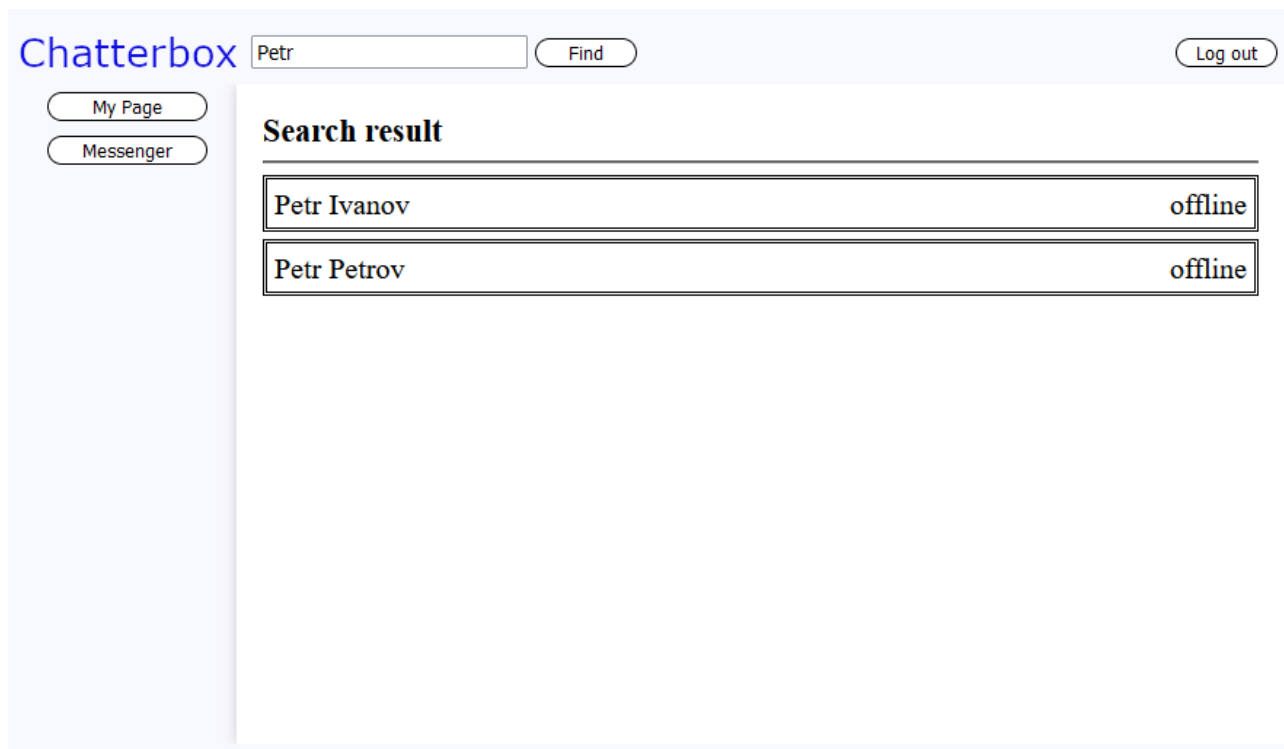 Chatterbox Petr Find Log out
My Page
Messenger
Search result
Petr Ivanov offline
Petr Petrov offline